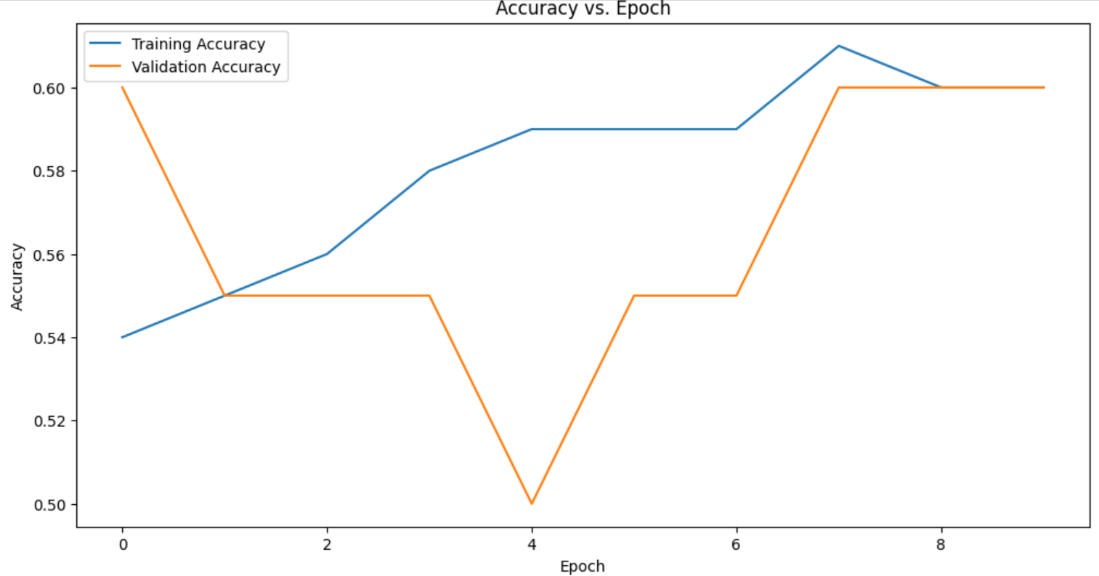 Accuracy vs. Epoch
Training Accuracy
Validation Accuracy
0.60
0.58
0.56
0.54
0.52
0.50
Accuracy
0 2 4 6 8
Epoch